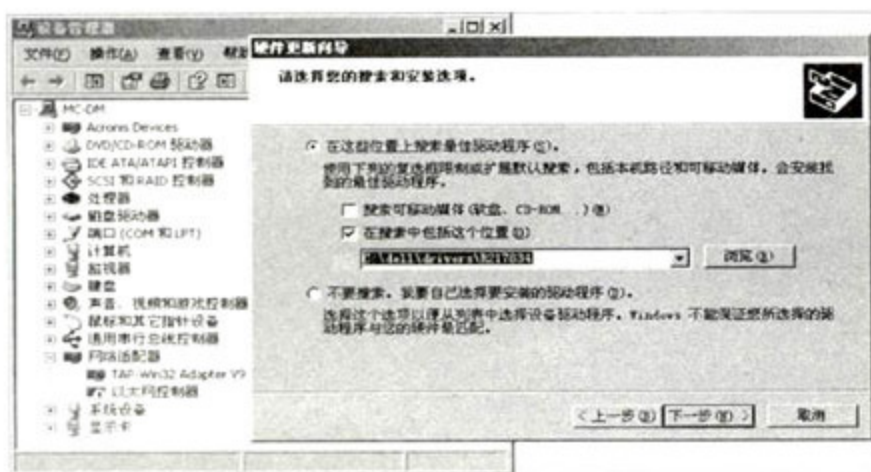 设备管理器
文件(F) 操作(A) 查看(V) 帮助
MC-DM
Acronis Devices
DVD/CD-ROM 驱动器
IDE ATA/ATAPI 控制器
SCSI 和 RAID 控制器
处理器
磁盘驱动器
端口 (COM 和 LPT)
计算机
监视器
键盘
声音、视频和游戏控制器
鼠标和其它指针设备
通用串行总线控制器
网络适配器
TAP-Win32 Adapter V9
以太网控制器
系统设备
显示卡
硬件更新向导
请选择您的搜索和安装选项。
在这些位置上搜索最佳驱动程序(S)。
使用下列的复选框限制或扩展默认搜索，包括本机路径和可移动媒体。会安装找
到的最佳驱动程序。
搜索可移动媒体(软盘、CD-ROM...)(M)
在搜索中包括这个位置(O)
C:\dell\drivers\R217034
浏览(R)
不要搜索。我要自己选择要安装的驱动程序(D)。
选择这个选项以便从列表中选择设备驱动程序。Windows 不能保证您所选择的驱
动程序与您的硬件最匹配。
<上一步(B)
下一步(N)>
取消